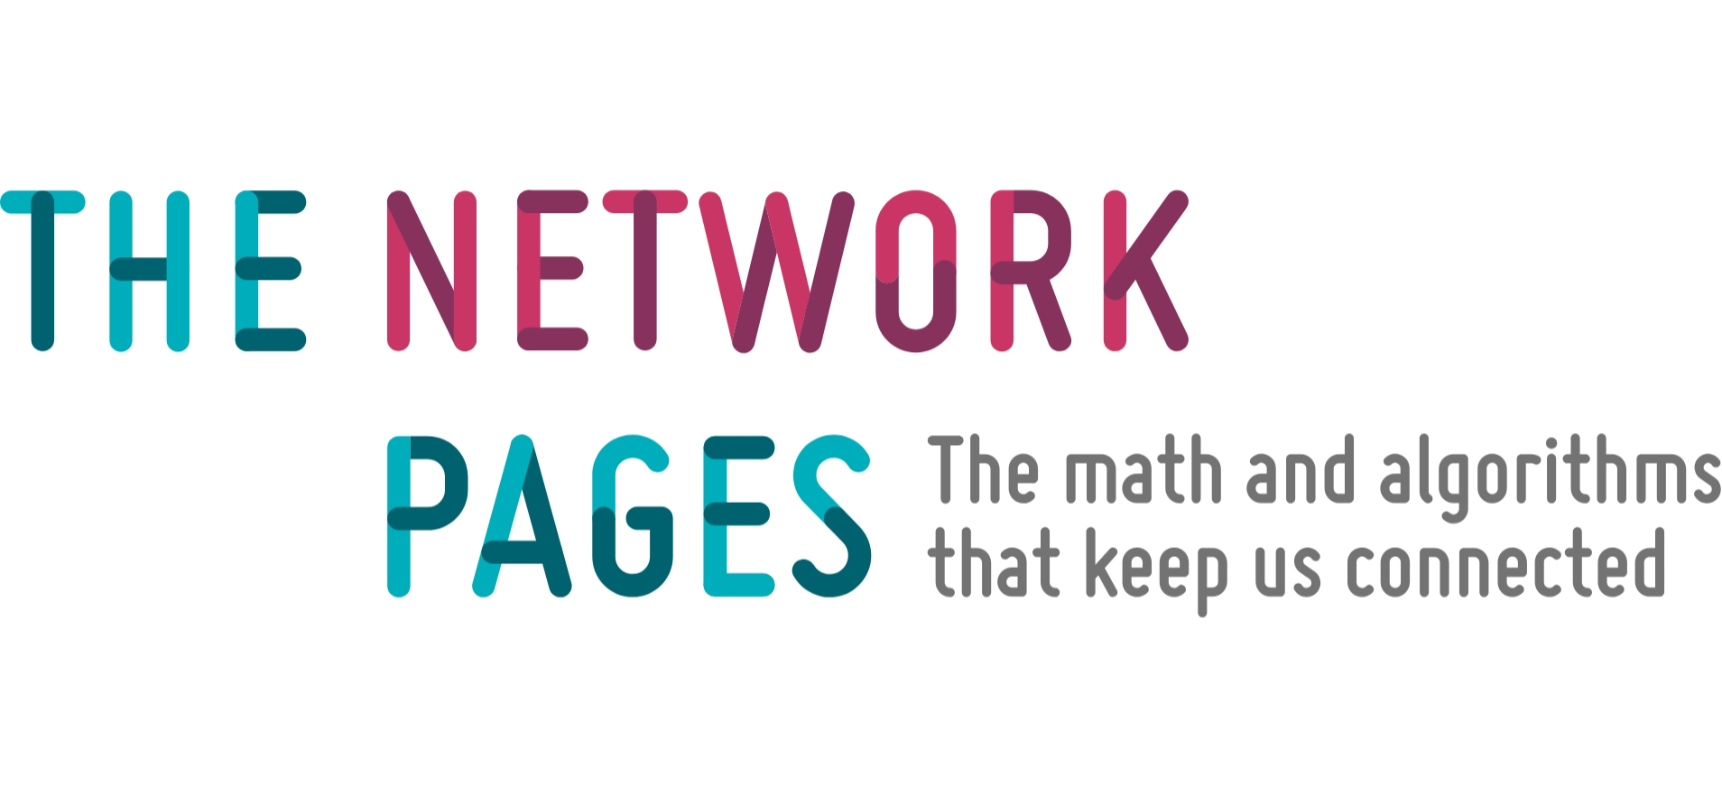 THE NETWORK
PAGES
The math and algorithms
that keep us connected